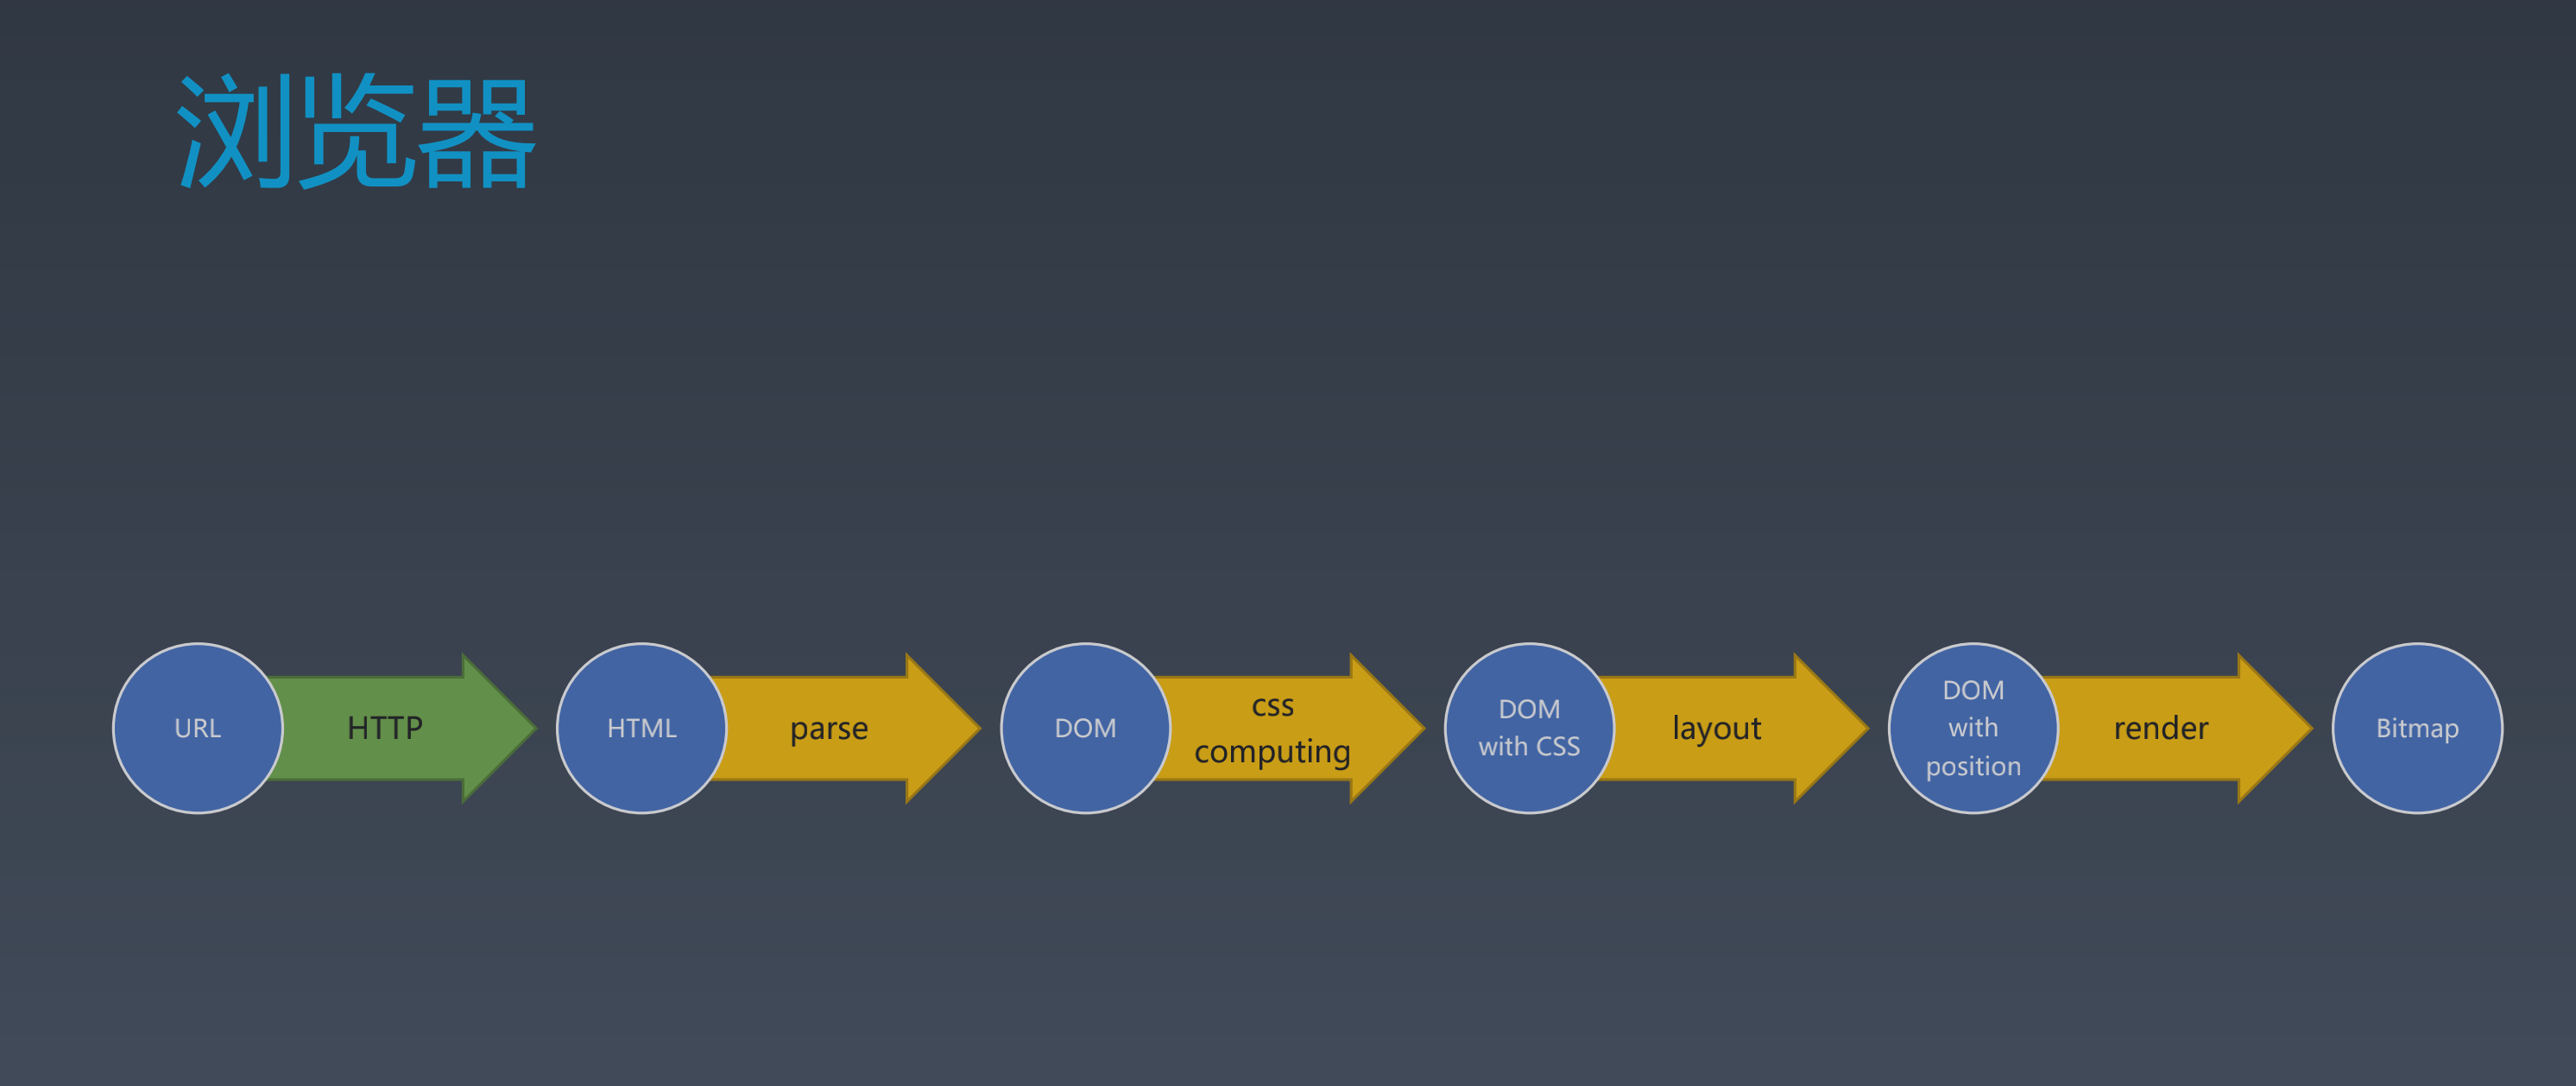 浏览器
URL
HTTP
HTML
parse
DOM
css
computing
DOM
with CSS
layout
DOM
with
position
render
Bitmap